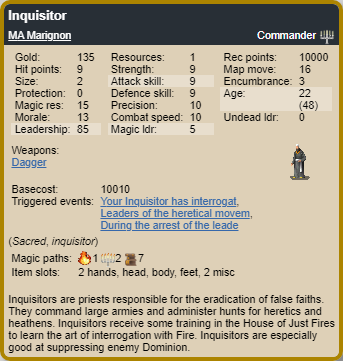 Inquisitor
MA Marignon Commander
Gold: 135 Resources: 1 Rec points: 10000
Hit points: 9 Strength: 9 Map move: 16
Size: 2 Attack skill: 9 Encumbrance: 3
Protection: 0 Defence skill: 9 Age: 22
Magic res: 15 Precision: 10 (48)
Morale: 13 Combat speed: 10 Undead ldr: 0
Leadership: 85 Magic ldr: 5
Weapons:
Dagger
Basecost: 10010
Triggered events: Your Inquisitor has interrogat,
Leaders of the heretical movem,
During the arrest of the leade
(Sacred, inquisitor)
Magic paths: 1 2 7
Item slots: 2 hands, head, body, feet, 2 misc
Inquisitors are priests responsible for the eradication of false faiths.
They command large armies and administer hunts for heretics and
heathens. Inquisitors receive some training in the House of Just Fires
to learn the art of interrogation with Fire. Inquisitors are especially
good at suppressing enemy Dominion.